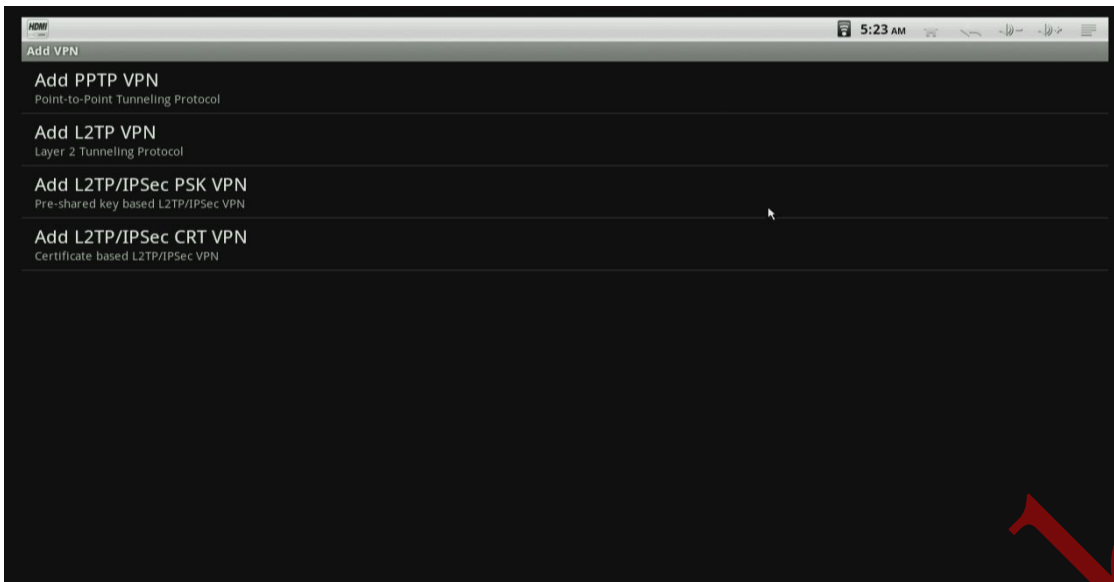 HDMI
5:23 AM
Add VPN
Add PPTP VPN
Point-to-Point Tunneling Protocol
Add L2TP VPN
Layer 2 Tunneling Protocol
Add L2TP/IPSec PSK VPN
Pre-shared key based L2TP/IPSec VPN
Add L2TP/IPSec CRT VPN
Certificate based L2TP/IPSec VPN